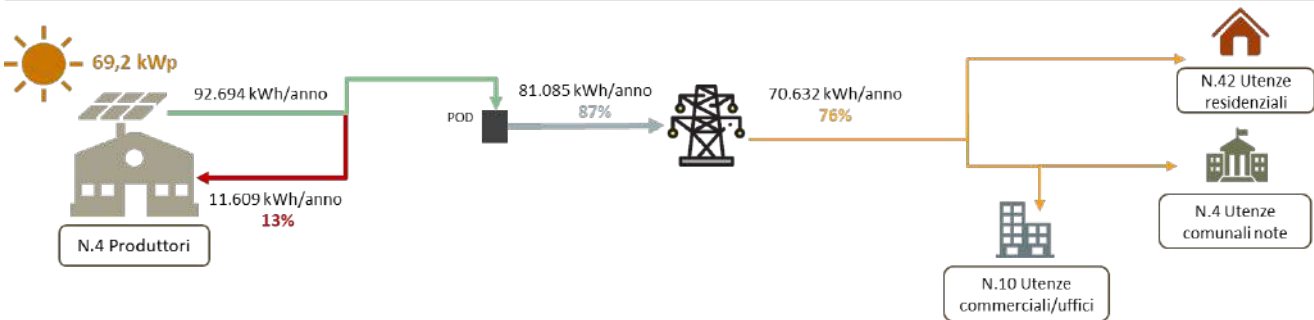 69,2 kWp
92.694 kWh/anno
11.609 kWh/anno
13%
N.4 Produttori
POD
81.085 kWh/anno
87%
70.632 kWh/anno
76%
N.42 Utenze
residenziali
N.4 Utenze
comunali note
N.10 Utenze
commerciali/uffici